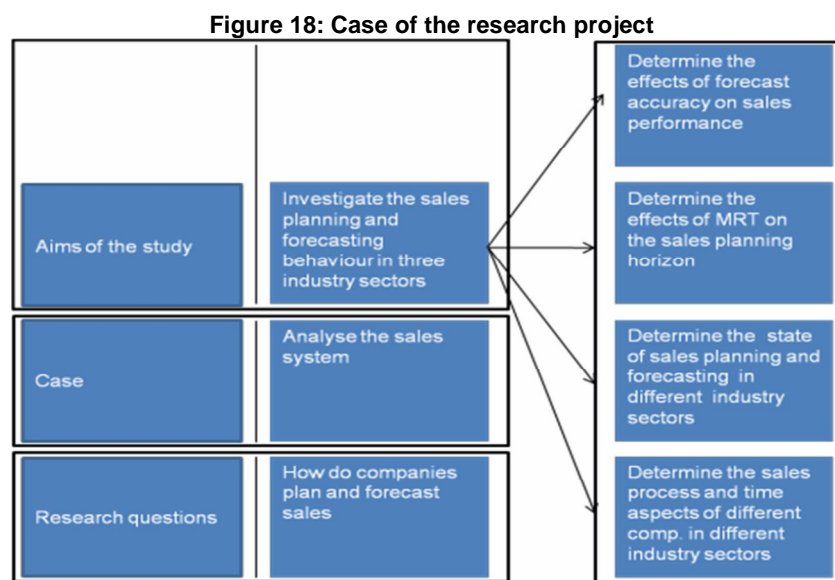 Figure 18: Case of the research project
Aims of the study
Investigate the sales
planning and
forecasting
behaviour in three
industry sectors
Case
Analyse the sales
system
Research questions
How do companies
plan and forecast
sales
Determine the
effects of forecast
accuracy on sales
performance
Determine the
effects of MRT on
the sales planning
horizon
Determine the state
of sales planning and
forecasting in
different industry
sectors
Determine the sales
process and time
aspects of different
comp. in different
industry sectors